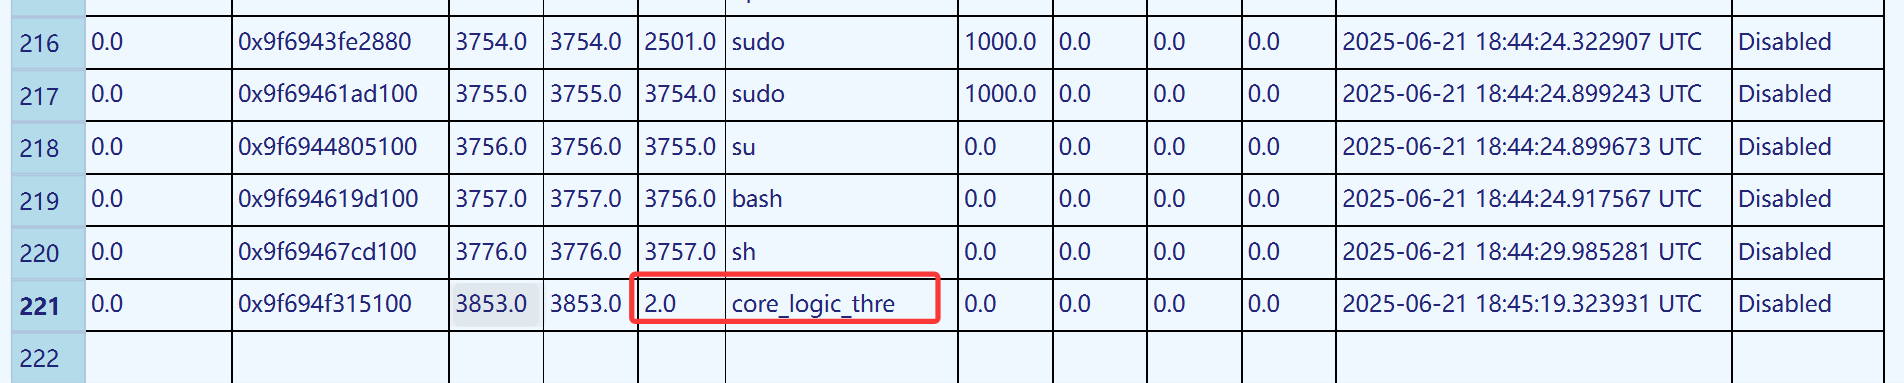 216 0.0 0x9f6943fe2880 3754.0 3754.0 2501.0 sudo 1000.0 0.0 0.0 0.0 2025-06-21 18:44:24.322907 UTC Disabled
217 0.0 0x9f69461ad100 3755.0 3755.0 3754.0 sudo 1000.0 0.0 0.0 0.0 2025-06-21 18:44:24.899243 UTC Disabled
218 0.0 0x9f6944805100 3756.0 3756.0 3755.0 su 0.0 0.0 0.0 0.0 2025-06-21 18:44:24.899673 UTC Disabled
219 0.0 0x9f694619d100 3757.0 3757.0 3756.0 bash 0.0 0.0 0.0 0.0 2025-06-21 18:44:24.917567 UTC Disabled
220 0.0 0x9f69467cd100 3776.0 3776.0 3757.0 sh 0.0 0.0 0.0 0.0 2025-06-21 18:44:29.985281 UTC Disabled
221 0.0 0x9f694f315100 3853.0 3853.0 2.0 core_logic_thre 0.0 0.0 0.0 0.0 2025-06-21 18:45:19.323931 UTC Disabled
222